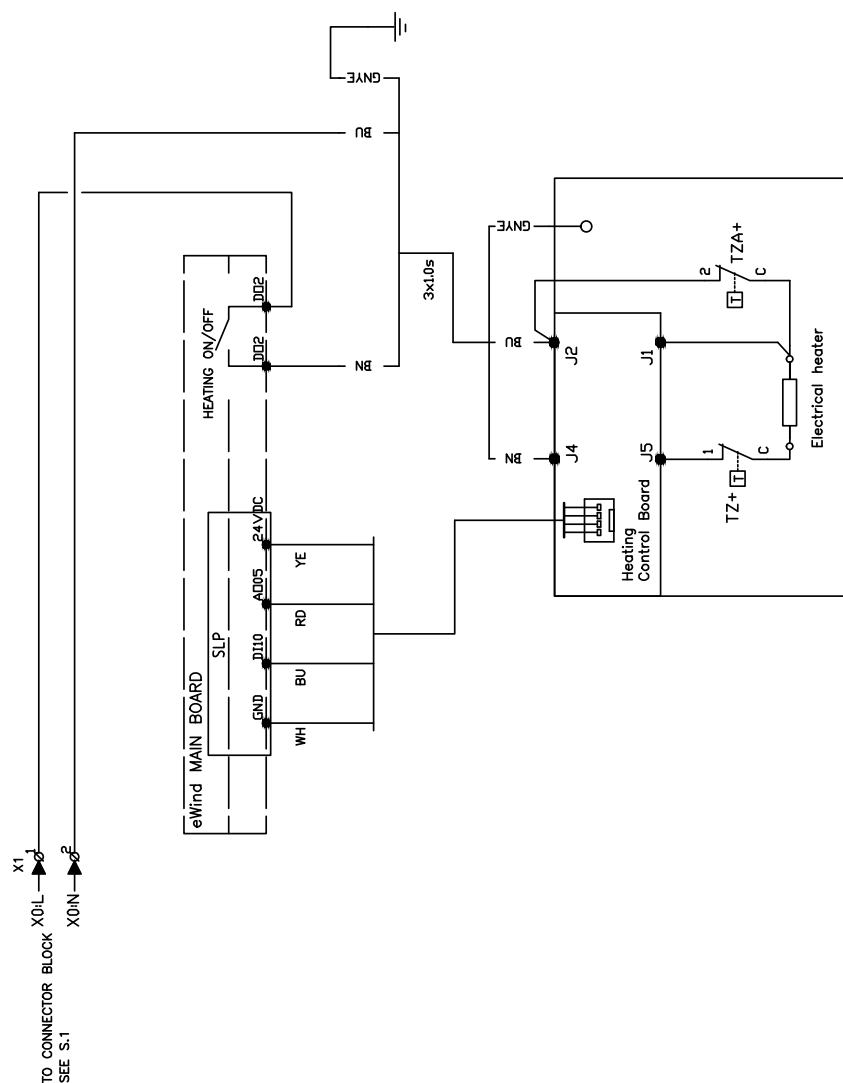 TO CONNECTOR BLOCK
SEE S.1
X0:L
X0:N
X1
1
2
eWind MAIN BOARD
SLP
GND
DI10
AO05
24VDC
WH
BU
RD
YE
HEATING ON/OFF
DO2
DO2
BN
BU
GNYE
3x1.0s
BN
BU
GNYE
Heating
Control Board
J4
J2
J5
J1
TZ+
T
1
C
TZA+
T
2
C
Electrical heater